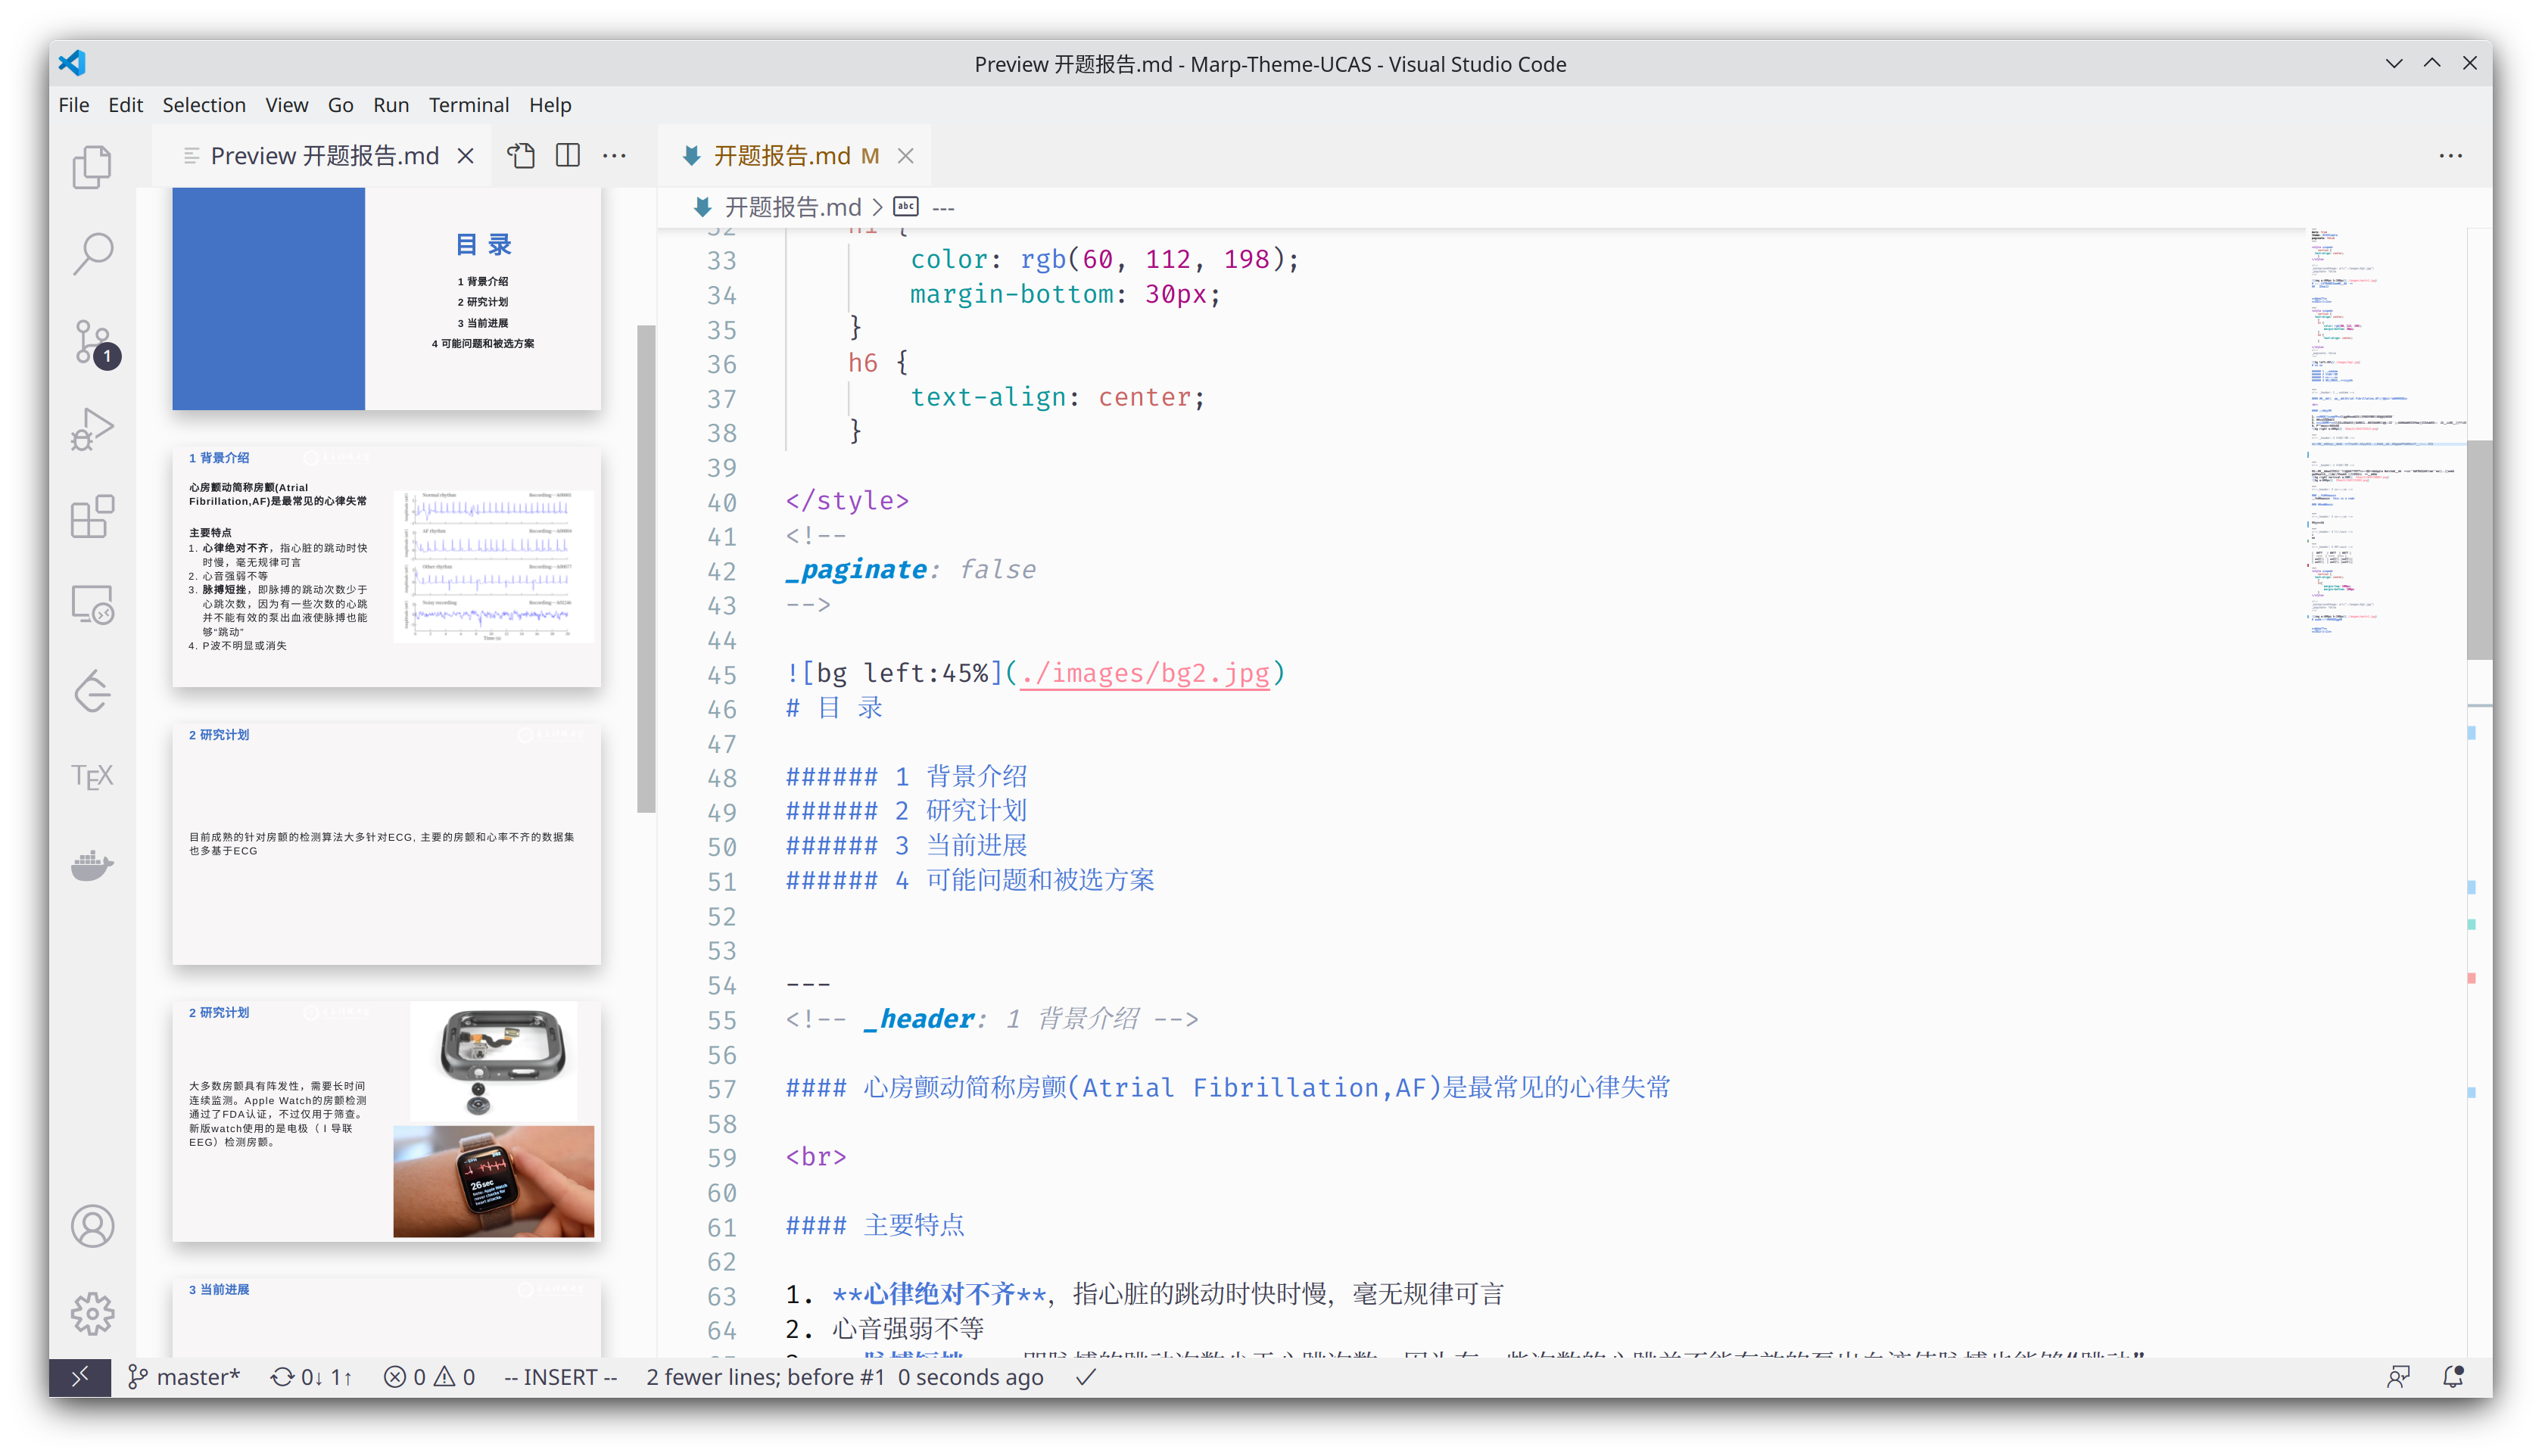 Preview 开题报告.md - Marp-Theme-UCAS - Visual Studio Code
File Edit Selection View Go Run Terminal Help
Preview 开题报告.md
开题报告.md M
开题报告.md > abc ---
目 录
1 背景介绍
2 研究计划
3 当前进展
4 可能问题和被选方案
1 背景介绍
心房颤动简称房颤(Atrial
Fibrillation,AF)是最常见的心律失常
主要特点
1. 心律绝对不齐，指心脏的跳动时快
时慢，毫无规律可言
2. 心音强弱不等
3. 脉搏短挫，即脉搏的跳动次数少于
心跳次数，因为有一些次数的心跳
并不能有效的泵出血液使脉搏也能
够“跳动”
4. P波不明显或消失
Normal rhythm
AF rhythm
Other rhythm
Noisy recording
Time (s)
2 研究计划
目前成熟的针对房颤的检测算法大多针对ECG, 主要的房颤和心率不齐的数据集
也多基于ECG
2 研究计划
大多数房颤具有阵发性，需要长时间
连续监测。Apple Watch的房颤检测
通过了FDA认证，不过仅用于筛查。
新版watch使用的是电极（ I 导联
EEG）检测房颤。
26sec
3 当前进展
32 h1 {
33 color: rgb(60, 112, 198);
34 margin-bottom: 30px;
35 }
36 h6 {
37 text-align: center;
38 }
39
40 </style>
41 <!--
42 _paginate: false
43 -->
44
45 ![bg left:45%](./images/bg2.jpg)
46 # 目 录
47
48 ###### 1 背景介绍
49 ###### 2 研究计划
50 ###### 3 当前进展
51 ###### 4 可能问题和被选方案
52
53
54 ---
55 <!-- _header: 1 背景介绍 -->
56
57 #### 心房颤动简称房颤(Atrial Fibrillation,AF)是最常见的心律失常
58
59 <br>
60
61 #### 主要特点
62
63 1. **心律绝对不齐**，指心脏的跳动时快时慢，毫无规律可言
64 2. 心音强弱不等
1
TEX
master* 0↓ 1↑ 0 0 -- INSERT -- 2 fewer lines; before #1 0 seconds ago